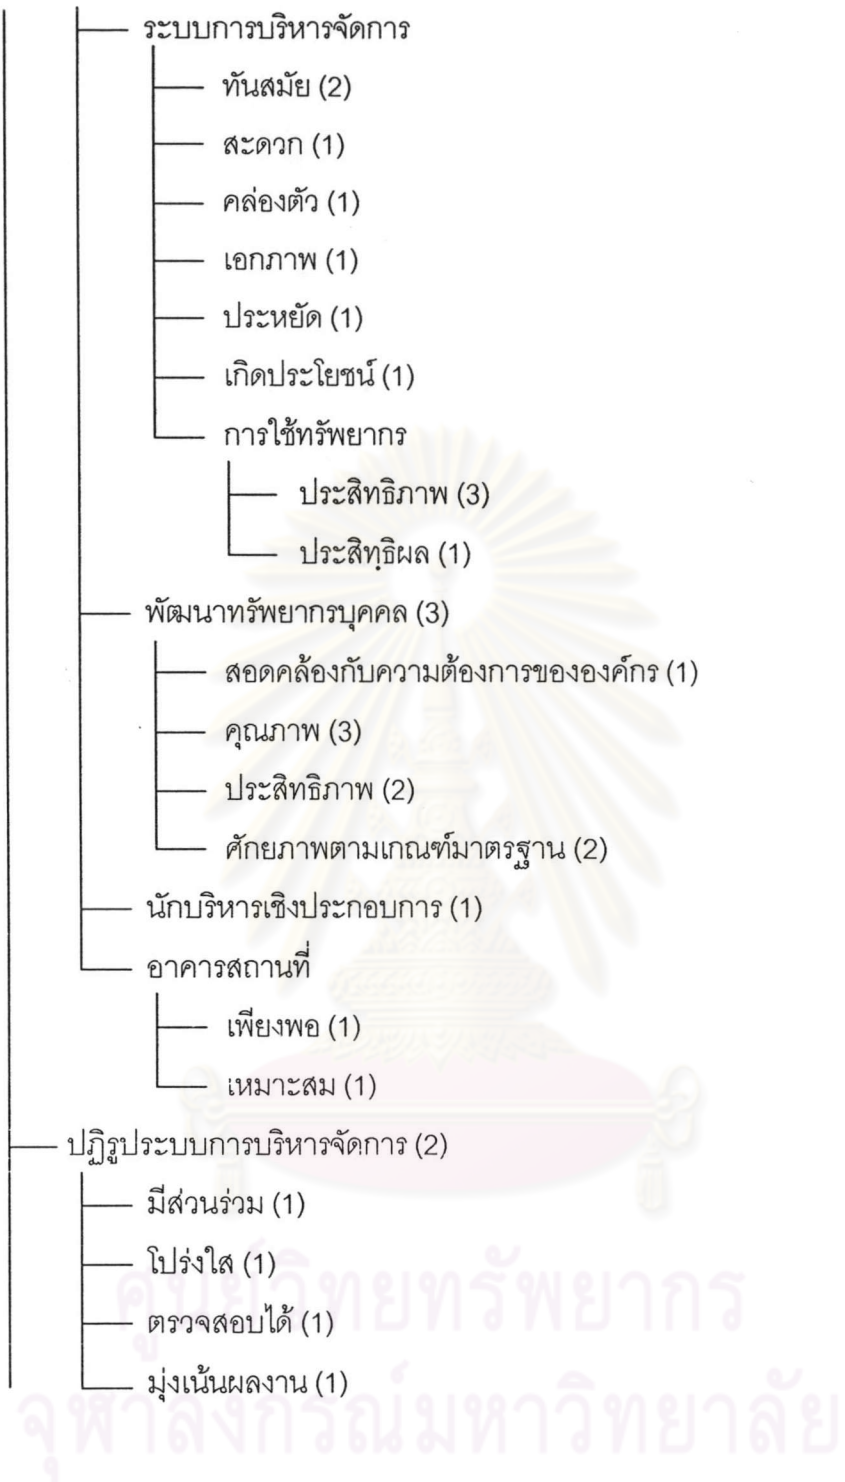 ระบบการบริหารจัดการ
ทันสมัย (2)
สะดวก (1)
คล่องตัว (1)
เอกภาพ (1)
ประหยัด (1)
เกิดประโยชน์ (1)
การใช้ทรัพยากร
ประสิทธิภาพ (3)
ประสิทฺธิผล (1)
พัฒนาทรัพยากรบุคคล (3)
สอดคล้องกับความต้องการขององค์กร (1)
คุณภาพ (3)
ประสิทธิภาพ (2)
ศักยภาพตามเกณฑ์มาตรฐาน (2)
นักบริหารเชิงประกอบการ (1)
อาคารสถานที่
เพียงพอ (1)
เหมาะสม (1)
ปฏิรูประบบการบริหารจัดการ (2)
มีส่วนร่วม (1)
โปร่งใส (1)
ตรวจสอบได้ (1)
มุ่งเน้นผลงาน (1)
ศูนย์วิทยทรัพยากร
จุฬาลงกรณ์มหาวิทยาลัย